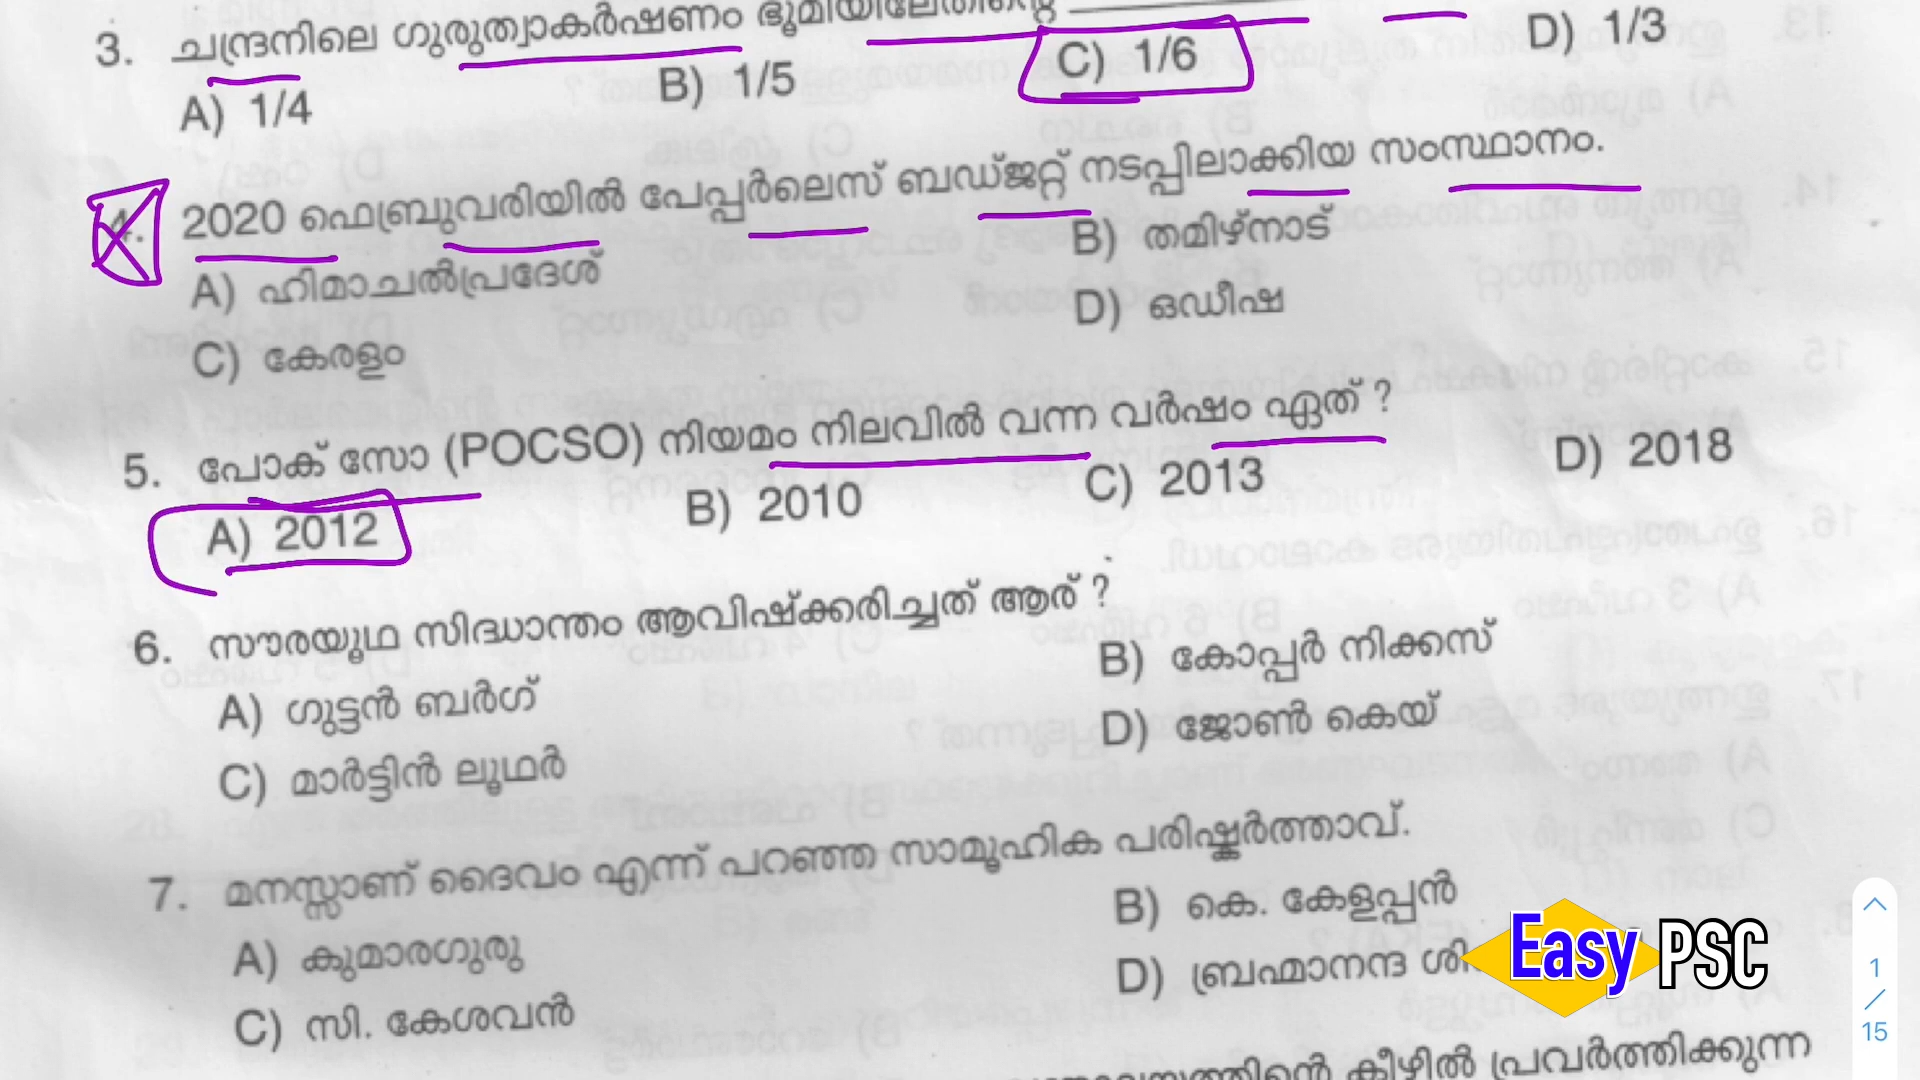 3. ചന്ദ്രനിലെ ഗുരുത്വാകർഷണം ഭൂമിയിലേതിന്റെ
A) 1/4 B) 1/5 C) 1/6 D) 1/3
4. 2020 ഫെബ്രുവരിയിൽ പേപ്പർലെസ് ബഡ്ജറ്റ് നടപ്പിലാക്കിയ സംസ്ഥാനം.
A) ഹിമാചൽപ്രദേശ് B) തമിഴ്നാട്
C) കേരളം D) ഒഡീഷ
5. പോക് സോ (POCSO) നിയമം നിലവിൽ വന്ന വർഷം ഏത് ?
A) 2012 B) 2010 C) 2013 D) 2018
6. സൗരയൂഥ സിദ്ധാന്തം ആവിഷ്ക്കരിച്ചത് ആര് ?
A) ഗുട്ടൻ ബർഗ് B) കോപ്പർ നിക്കസ്
C) മാർട്ടിൻ ലൂഥർ D) ജോൺ കെയ്
7. മനസ്സാണ് ദൈവം എന്ന് പറഞ്ഞ സാമൂഹിക പരിഷ്കർത്താവ്.
A) കുമാരഗുരു B) കെ. കേളപ്പൻ
C) സി. കേശവൻ D) ബ്രഹ്മാനന്ദ
കീഴിൽ പ്രവർത്തിക്കുന്ന
Easy PSC
1
/
15